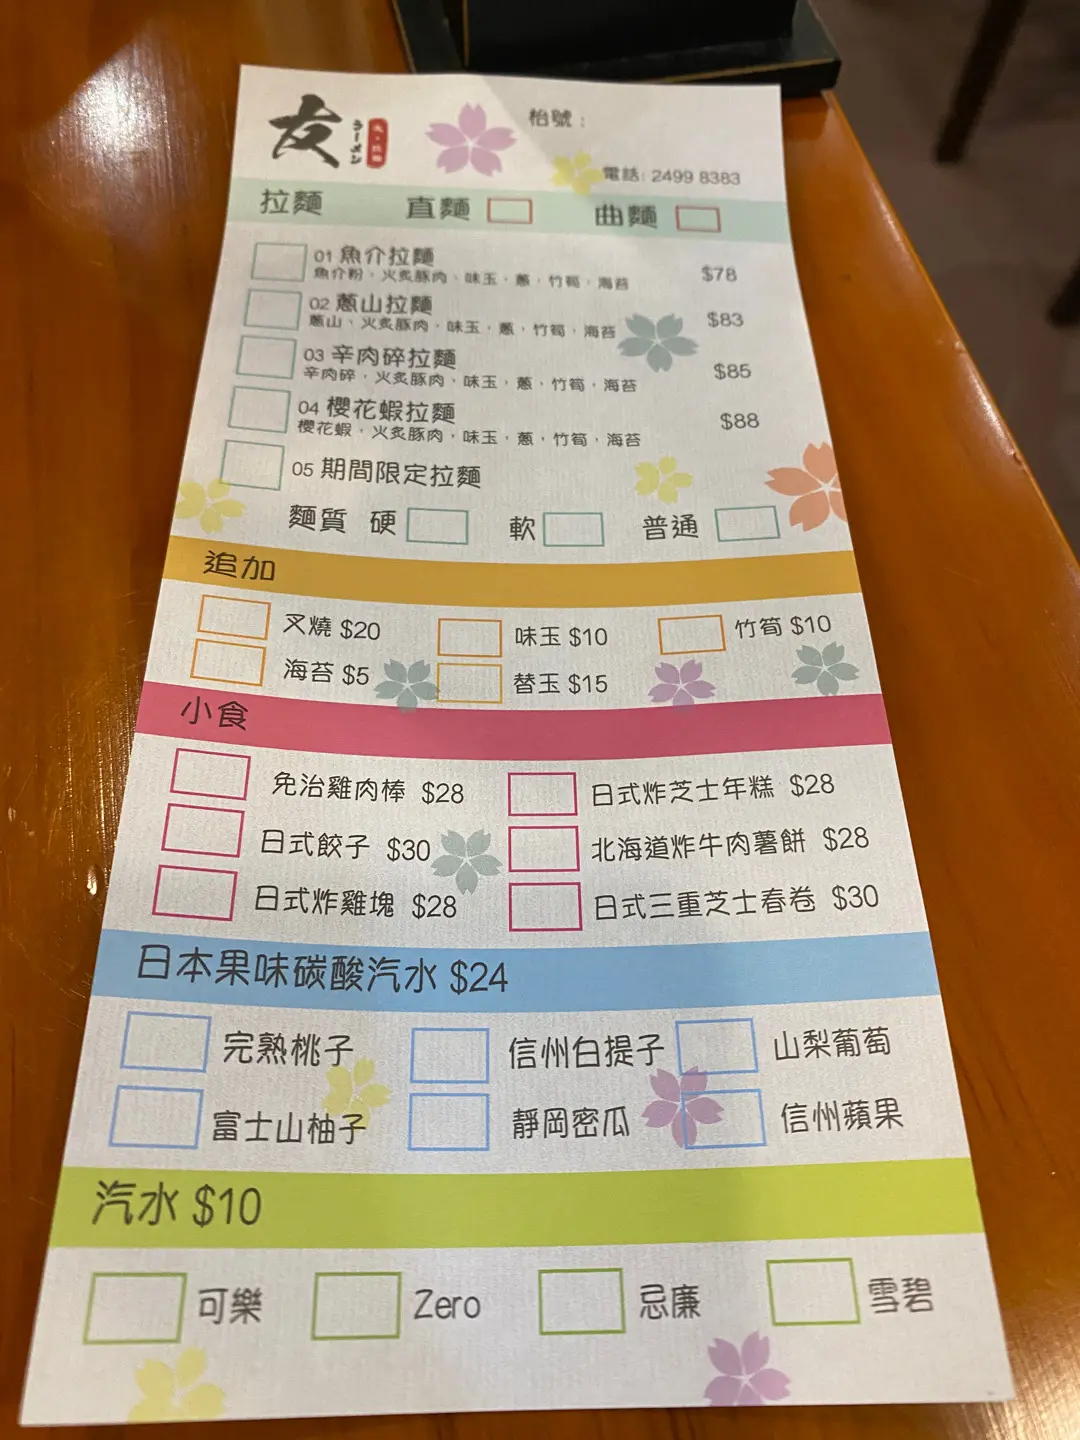 友
ラーメン
枱號：
電話: 2499 8383
拉麵 直麵 曲麵
01 魚介拉麵 $78
魚介粉，火炙豚肉、味玉，蔥，竹筍，海苔
02 蔥山拉麵 $83
蔥山、火炙豚肉，味玉，蔥，竹筍，海苔
03 辛肉碎拉麵 $85
辛肉碎，火炙豚肉、味玉，蔥，竹筍，海苔
04 櫻花蝦拉麵 $88
櫻花蝦，火炙豚肉，味玉，蔥，竹筍，海苔
05 期間限定拉麵
麵質 硬 軟 普通
追加
叉燒 $20 味玉 $10 竹筍 $10
海苔 $5 替玉 $15
小食
免治雞肉棒 $28 日式炸芝士年糕 $28
日式餃子 $30 北海道炸牛肉薯餅 $28
日式炸雞塊 $28 日式三重芝士春卷 $30
日本果味碳酸汽水 $24
完熟桃子 信州白提子 山梨葡萄
富士山柚子 靜岡密瓜 信州蘋果
汽水 $10
可樂 Zero 忌廉 雪碧